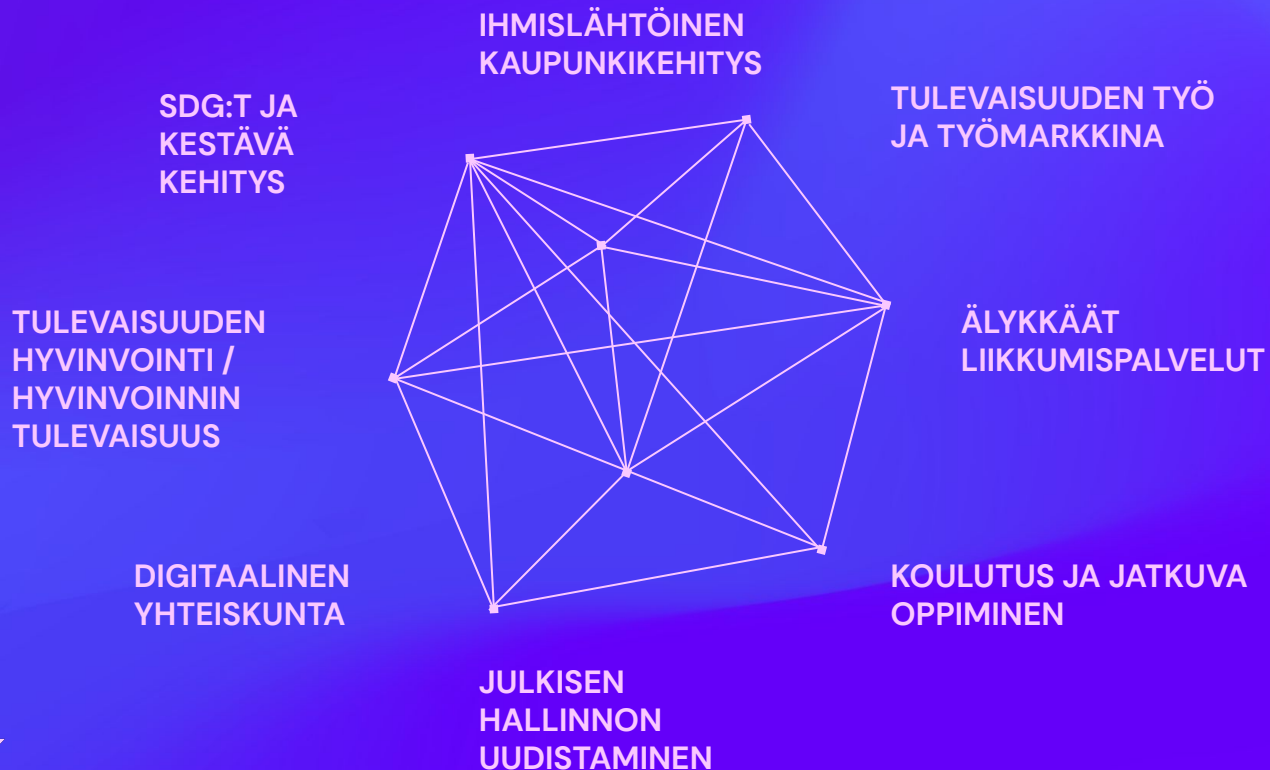 IHMISLÄHTÖINEN
KAUPUNKIKEHITYS
SDG:T JA
KESTÄVÄ
KEHITYS
TULEVAISUUDEN TYÖ
JA TYÖMARKKINA
TULEVAISUUDEN
HYVINVOINTI /
HYVINVOINNIN
TULEVAISUUS
ÄLYKKÄÄT
LIIKKUMISPALVELUT
DIGITAALINEN
YHTEISKUNTA
KOULUTUS JA JATKUVA
OPPIMINEN
JULKISEN
HALLINNON
UUDISTAMINEN